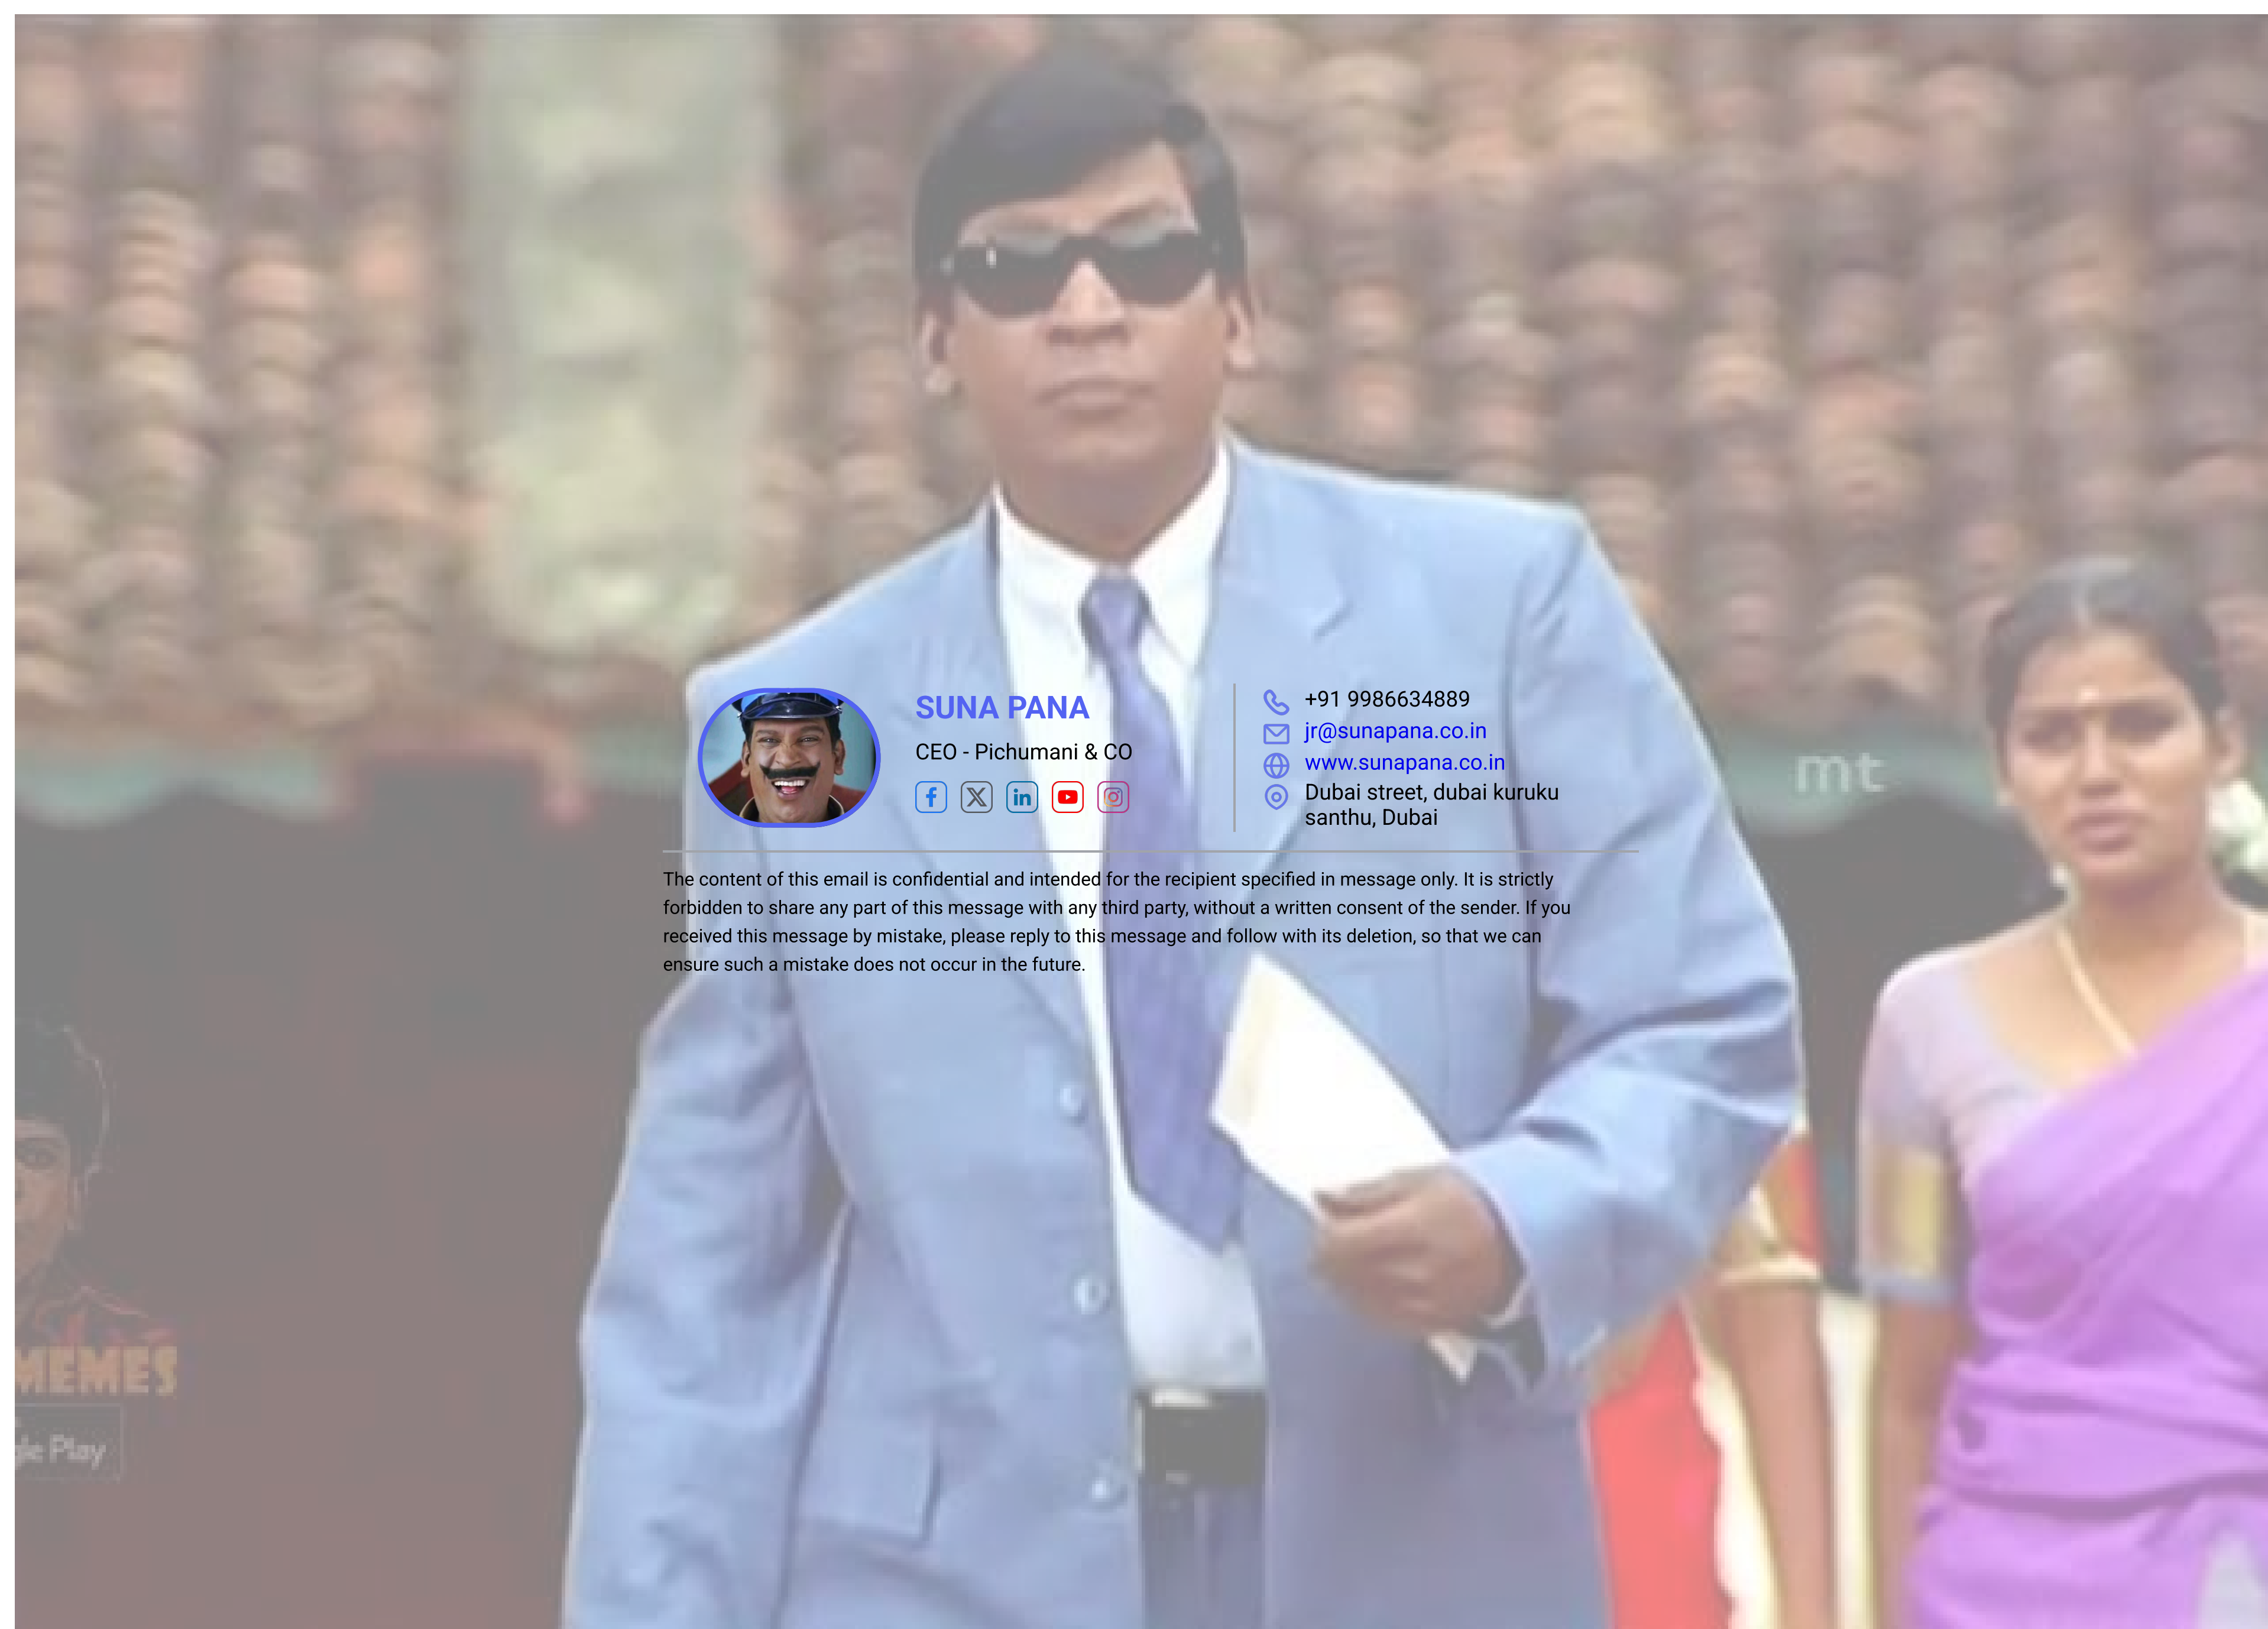 SUNA PANA
CEO - Pichumani & CO
+91 9986634889
jr@sunapana.co.in
www.sunapana.co.in
Dubai street, dubai kuruku
santhu, Dubai
The content of this email is confidential and intended for the recipient specified in message only. It is strictly
forbidden to share any part of this message with any third party, without a written consent of the sender. If you
received this message by mistake, please reply to this message and follow with its deletion, so that we can
ensure such a mistake does not occur in the future.
mt
MEMES
Play